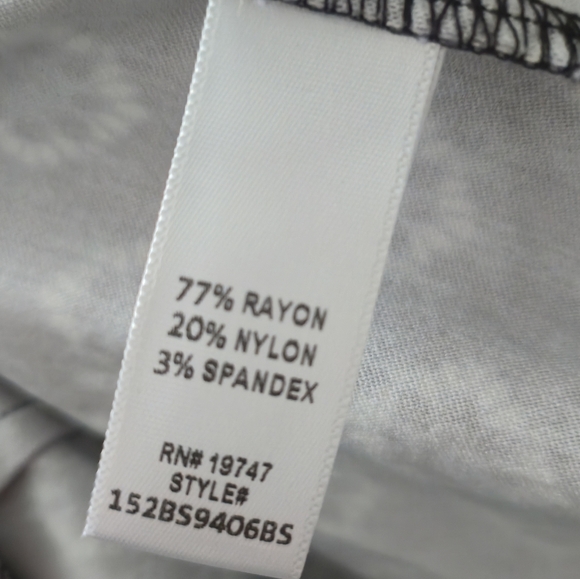 77% RAYON
20% NYLON
3% SPANDEX
RN# 19747
STYLE#
152BS9406BS